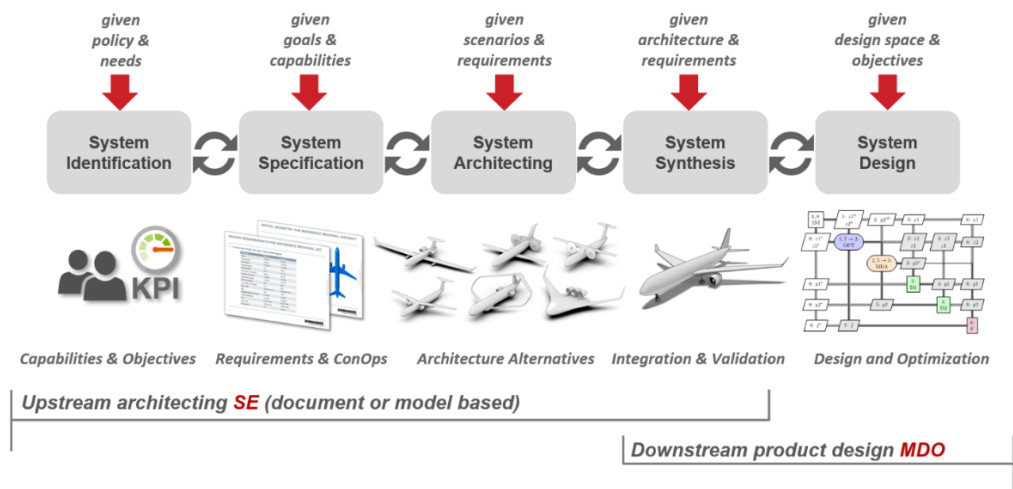 given
policy &
needs
given
goals &
capabilities
given
scenarios &
requirements
given
architecture &
requirements
given
design space &
objectives
System
Identification
System
Specification
System
Architecting
System
Synthesis
System
Design
KPI
Capabilities & Objectives
Requirements & ConOps
Architecture Alternatives
Integration & Validation
Design and Optimization
Upstream architecting SE (document or model based)
Downstream product design MDO